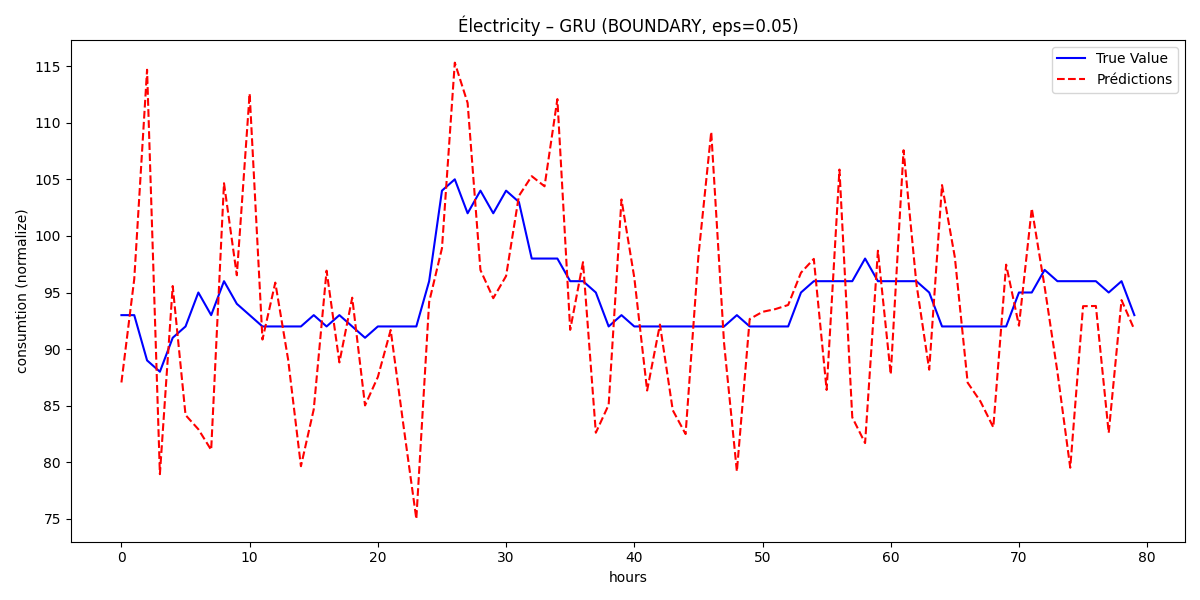 Électricity – GRU (BOUNDARY, eps=0.05)
True Value
Prédictions
consumtion (normalize)
115
110
105
100
95
90
85
80
75
0 10 20 30 40 50 60 70 80
hours